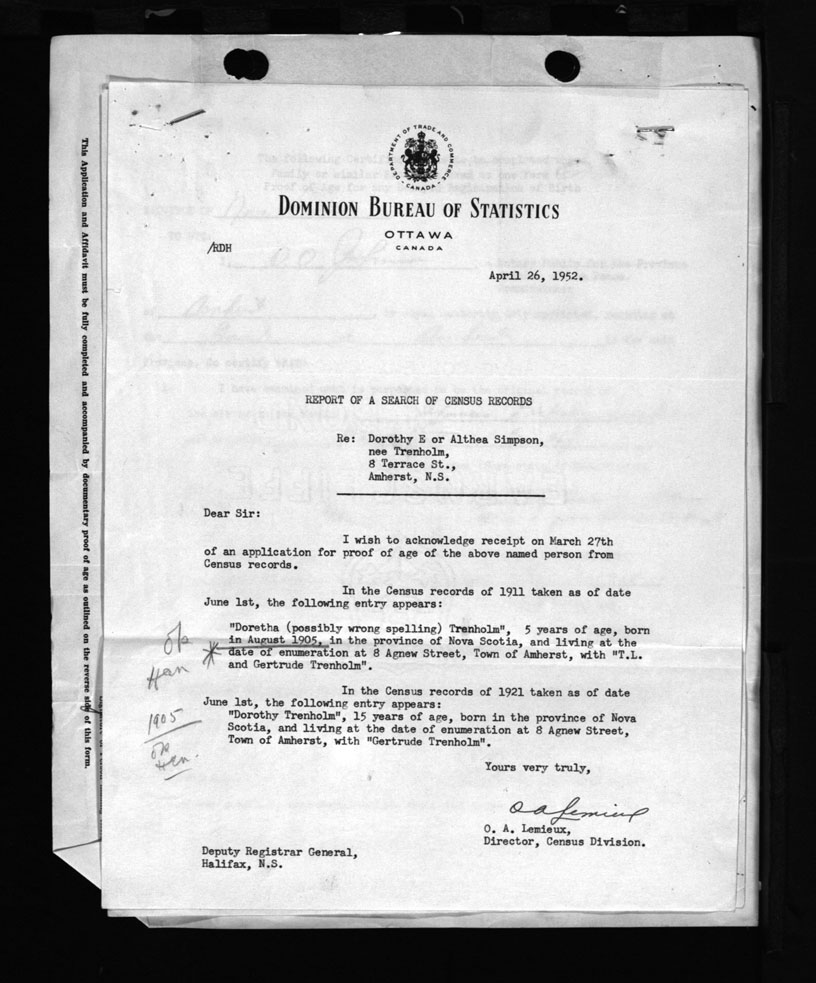 DEPARTMENT OF TRADE AND COMMERCE
CANADA
DOMINION BUREAU OF STATISTICS
OTTAWA
CANADA
/RDH
April 26, 1952.
REPORT OF A SEARCH OF CENSUS RECORDS
Re: Dorothy E or Althea Simpson,
nee Trenholm,
8 Terrace St.,
Amherst, N.S.
Dear Sir:
I wish to acknowledge receipt on March 27th
of an application for proof of age of the above named person from
Census records.
In the Census records of 1911 taken as of date
June 1st, the following entry appears:
"Doretha (possibly wrong spelling) Trenholm", 5 years of age, born
in August 1905, in the province of Nova Scotia, and living at the
date of enumeration at 8 Agnew Street, Town of Amherst, with "T.L.
and Gertrude Trenholm".
ok
*
In the Census records of 1921 taken as of date
June 1st, the following entry appears:
"Dorothy Trenholm", 15 years of age, born in the province of Nova
Scotia, and living at the date of enumeration at 8 Agnew Street,
Town of Amherst, with "Gertrude Trenholm".
1905
ok
Yours very truly,
O A Lemieux
O. A. Lemieux,
Director, Census Division.
Deputy Registrar General,
Halifax, N.S.
This Application and Affidavit must be fully completed and accompanied by documentary proof of age as outlined on the reverse side of this form.